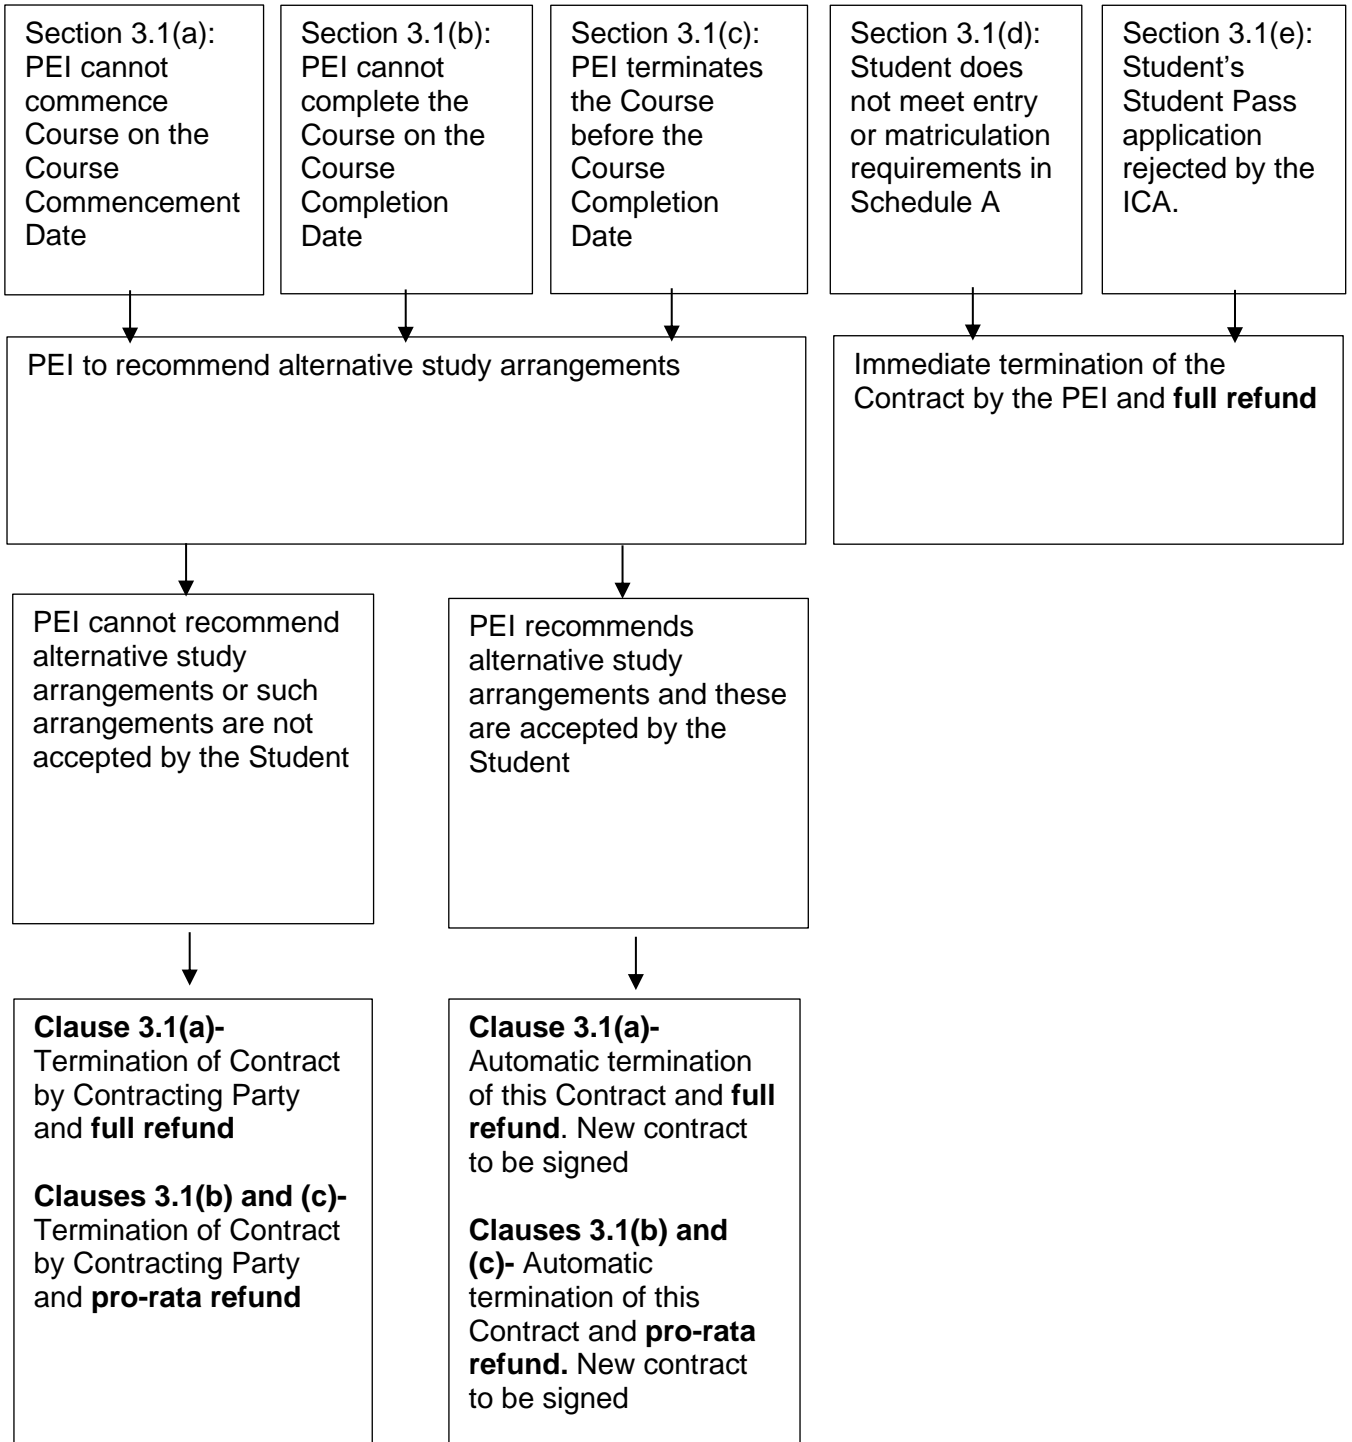 Section 3.1(a):
PEI cannot
commence
Course on the
Course
Commencement
Date
Section 3.1(b):
PEI cannot
complete the
Course on the
Course
Completion
Date
Section 3.1(c):
PEI terminates
the Course
before the
Course
Completion
Date
Section 3.1(d):
Student does
not meet entry
or matriculation
requirements in
Schedule A
Section 3.1(e):
Student’s
Student Pass
application
rejected by the
ICA.
PEI to recommend alternative study arrangements
Immediate termination of the
Contract by the PEI and full refund
PEI cannot recommend
alternative study
arrangements or such
arrangements are not
accepted by the Student
PEI recommends
alternative study
arrangements and these
are accepted by the
Student
Clause 3.1(a)-
Termination of Contract
by Contracting Party
and full refund
Clauses 3.1(b) and (c)-
Termination of Contract
by Contracting Party
and pro-rata refund
Clause 3.1(a)-
Automatic termination
of this Contract and full
refund. New contract
to be signed
Clauses 3.1(b) and
(c)- Automatic
termination of this
Contract and pro-rata
refund. New contract
to be signed